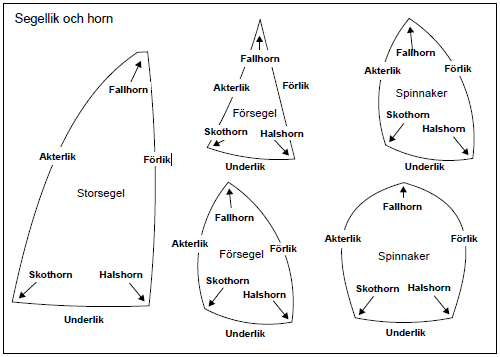 Segellik och horn
Fallhorn
Akterlik
Förlik
Storsegel
Skothorn
Halshorn
Underlik
Fallhorn
Akterlik
Förlik
Försegel
Skothorn
Halshorn
Underlik
Fallhorn
Akterlik
Förlik
Spinnaker
Skothorn
Halshorn
Underlik
Fallhorn
Akterlik
Förlik
Försegel
Skothorn
Halshorn
Underlik
Fallhorn
Akterlik
Förlik
Spinnaker
Skothorn
Halshorn
Underlik